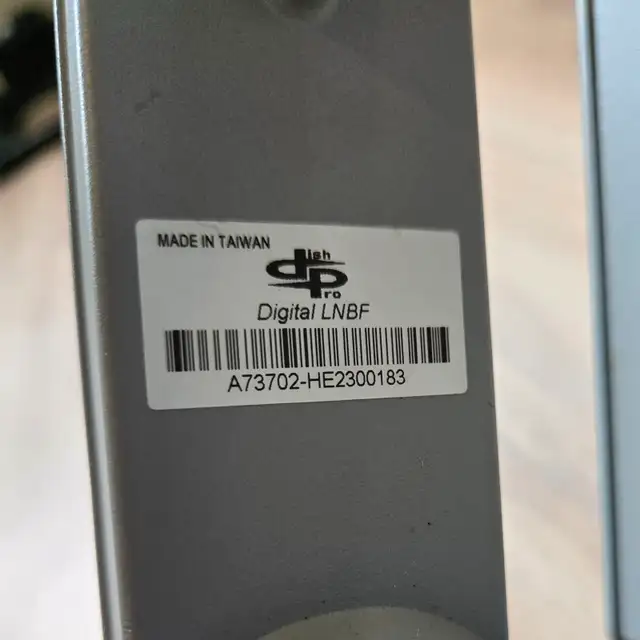 MADE IN TAIWAN
dish
Pro
Digital LNBF
A73702-HE2300183